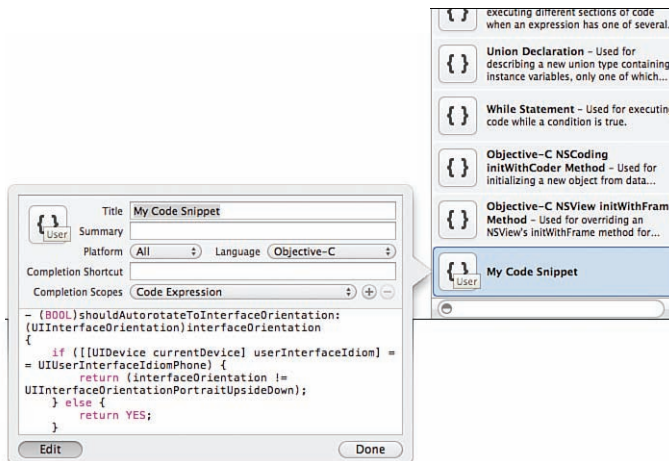 executing different sections of code
when an expression has one of several.
Union Declaration – Used for
describing a new union type containing
instance variables, only one of which...
While Statement – Used for executing
code while a condition is true.
Objective-C NSCoding
initWithCoder Method – Used for
initializing a new object from data...
Objective-C NSView initWithFram
Method – Used for overriding an
NSView's initWithFrame method for...
{ } User My Code Snippet
{ } User
Title My Code Snippet
Summary
Platform All Language Objective-C
Completion Shortcut
Completion Scopes Code Expression
– (BOOL)shouldAutorotateToInterfaceOrientation:
(UIInterfaceOrientation)interfaceOrientation
{
if ([[UIDevice currentDevice] userInterfaceIdiom] =
= UIUserInterfaceIdiomPhone) {
return (interfaceOrientation !=
UIInterfaceOrientationPortraitUpsideDown);
} else {
return YES;
}
Edit Done